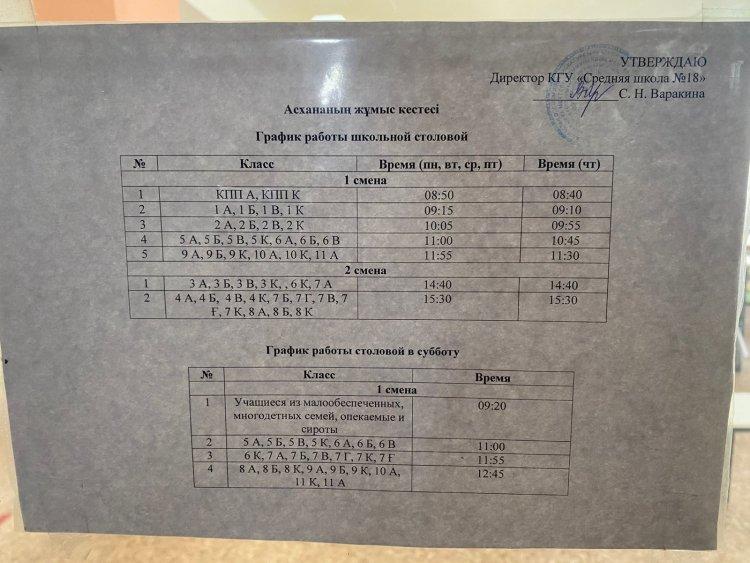 УТВЕРЖДАЮ
Директор КГУ «Средняя школа №18»
С. Н. Варакина
Асхананың жұмыс кестесі
График работы школьной столовой
№ Класс Время (пн, вт, ср, пт) Время (чт)
1 смена
1 КПП А, КПП К 08:50 08:40
2 1 А, 1 Б, 1 В, 1 К 09:15 09:10
3 2 А, 2 Б, 2 В, 2 К 10:05 09:55
4 5 А, 5 Б, 5 В, 5 К, 6 А, 6 Б, 6 В 11:00 10:45
5 9 А, 9 Б, 9 К, 10 А, 10 К, 11 А 11:55 11:30
2 смена
1 3 А, 3 Б, 3 В, 3 К, , 6 К, 7 А 14:40 14:40
2 4 А, 4 Б, 4 В, 4 К, 7 Б, 7 Г, 7 В, 7 15:30 15:30
Ғ, 7 К, 8 А, 8 Б, 8 К
График работы столовой в субботу
№ Класс Время
1 смена
1 Учащиеся из малообеспеченных, 09:20
многодетных семей, опекаемые и
сироты
2 5 А, 5 Б, 5 В, 5 К, 6 А, 6 Б, 6 В 11:00
3 6 К, 7 А, 7 Б, 7 В, 7 Г, 7 К, 7 Ғ 11:55
4 8 А, 8 Б, 8 К, 9 А, 9 Б, 9 К, 10 А, 12:45
11 К, 11 А